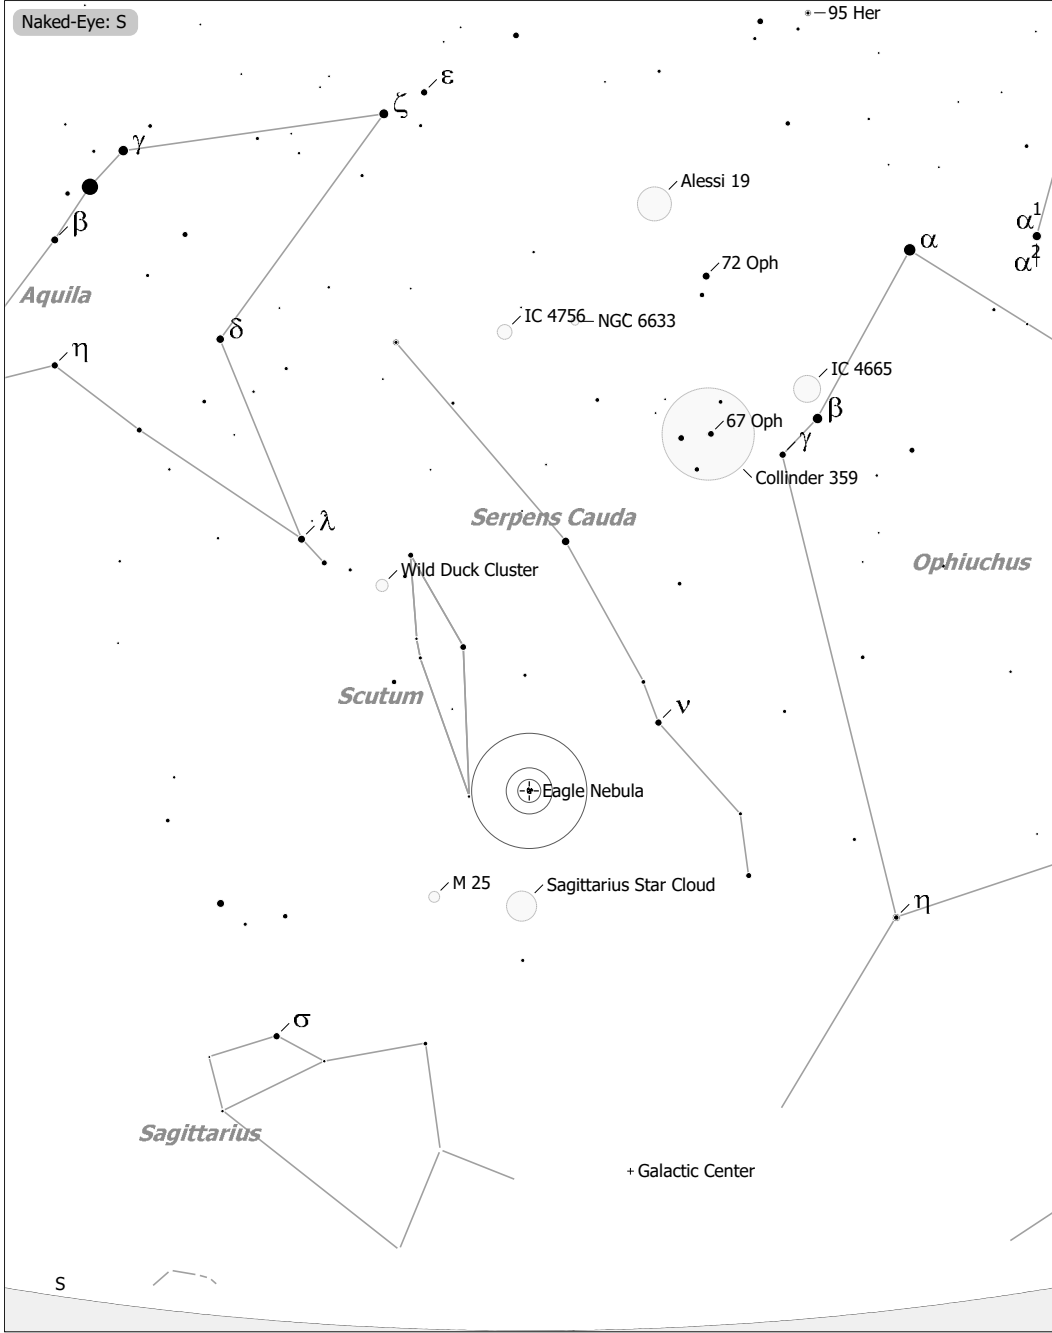 Naked-Eye: S
95 Her
ε
ζ
γ
Alessi 19
β
α¹
α
α²
72 Oph
Aquila
IC 4756
NGC 6633
δ
η
IC 4665
β
67 Oph
γ
Collinder 359
Serpens Cauda
λ
Ophiuchus
Wild Duck Cluster
Scutum
ν
Eagle Nebula
M 25
Sagittarius Star Cloud
η
σ
Sagittarius
Galactic Center
S